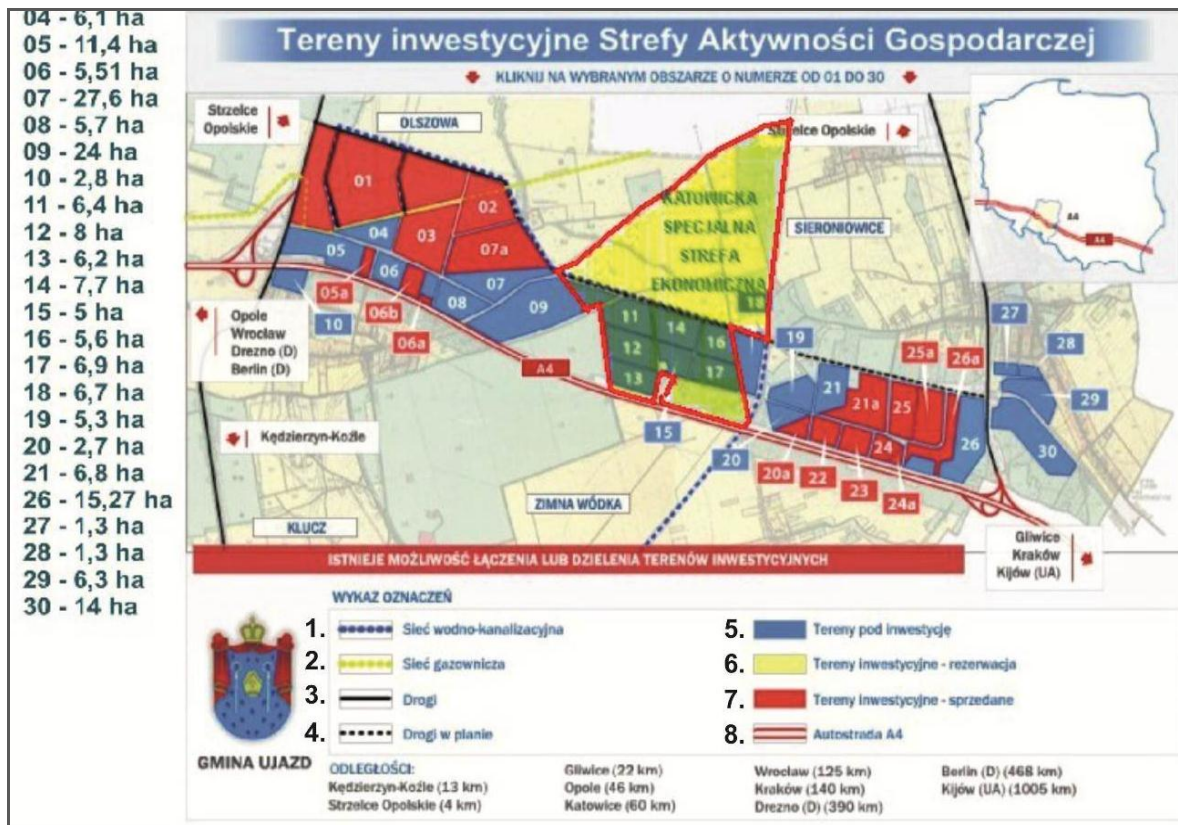 04 - 6,1 ha
05 - 11,4 ha
06 - 5,51 ha
07 - 27,6 ha
08 - 5,7 ha
09 - 24 ha
10 - 2,8 ha
11 - 6,4 ha
12 - 8 ha
13 - 6,2 ha
14 - 7,7 ha
15 - 5 ha
16 - 5,6 ha
17 - 6,9 ha
18 - 6,7 ha
19 - 5,3 ha
20 - 2,7 ha
21 - 6,8 ha
26 - 15,27 ha
27 - 1,3 ha
28 - 1,3 ha
29 - 6,3 ha
30 - 14 ha
Tereny inwestycyjne Strefy Aktywności Gospodarczej
KLIKNIJ NA WYBRANYM OBSZARZE O NUMERZE OD 01 DO 30
Strzelce
Opolskie
OLSZOWA
Strzelce Opolskie
KATOWICKA
SPECJALNA
STREFA
EKONOMICZNA
SIERONIOWICE
A4
A4
01
02
03
04
05
05a
06
06a
06b
07
07a
08
09
10
11
12
13
14
15
16
17
18
19
20
20a
21
21a
22
23
24
24a
25
25a
26
26a
27
28
29
30
A4
Opole
Wrocław
Drezno (D)
Berlin (D)
Kędzierzyn-Koźle
ZIMNA WÓDKA
KLUCZ
Gliwice
Kraków
Kijów (UA)
ISTNIEJE MOŻLIWOŚĆ ŁĄCZENIA LUB DZIELENIA TERENÓW INWESTYCYJNYCH
WYKAZ OZNACZEŃ
1. Sieć wodno-kanalizacyjna
2. Sieć gazownicza
3. Drogi
4. Drogi w planie
5. Tereny pod inwestycję
6. Tereny inwestycyjne - rezerwacja
7. Tereny inwestycyjne - sprzedane
8. Autostrada A4
GMINA UJAZD
ODLEGŁOŚCI:
Kędzierzyn-Koźle (13 km)
Strzelce Opolskie (4 km)
Gliwice (22 km)
Opole (46 km)
Katowice (60 km)
Wrocław (125 km)
Kraków (140 km)
Drezno (D) (390 km)
Berlin (D) (468 km)
Kijów (UA) (1005 km)